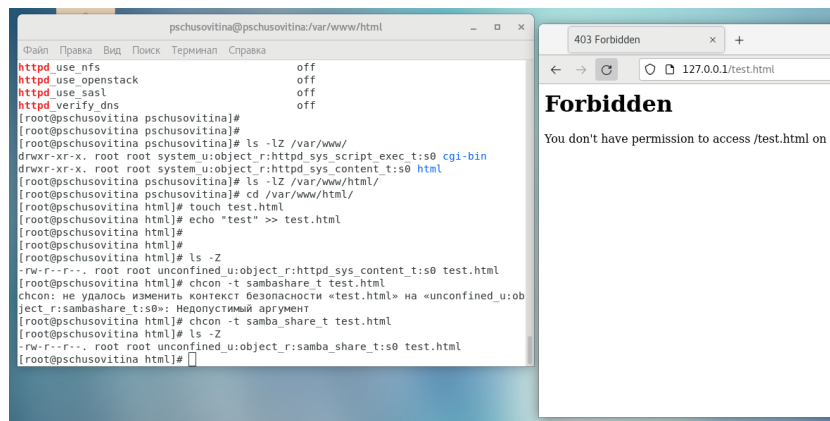 pschusovitina@pschusovitina:/var/www/html
Файл Правка Вид Поиск Терминал Справка
httpd_use_nfs off
httpd_use_openstack off
httpd_use_sasl off
httpd_verify_dns off
[root@pschusovitina pschusovitina]#
[root@pschusovitina pschusovitina]#
[root@pschusovitina pschusovitina]# ls -lZ /var/www/
drwxr-xr-x. root root system_u:object_r:httpd_sys_script_exec_t:s0 cgi-bin
drwxr-xr-x. root root system_u:object_r:httpd_sys_content_t:s0 html
[root@pschusovitina pschusovitina]# ls -lZ /var/www/html/
[root@pschusovitina pschusovitina]# cd /var/www/html/
[root@pschusovitina html]# touch test.html
[root@pschusovitina html]# echo "test" >> test.html
[root@pschusovitina html]#
[root@pschusovitina html]#
[root@pschusovitina html]# ls -Z
-rw-r--r--. root root unconfined_u:object_r:httpd_sys_content_t:s0 test.html
[root@pschusovitina html]# chcon -t sambashare_t test.html
chcon: не удалось изменить контекст безопасности «test.html» на «unconfined_u:ob
ject_r:sambashare_t:s0»: Недопустимый аргумент
[root@pschusovitina html]# chcon -t samba_share_t test.html
[root@pschusovitina html]# ls -Z
-rw-r--r--. root root unconfined_u:object_r:samba_share_t:s0 test.html
[root@pschusovitina html]#
403 Forbidden
127.0.0.1/test.html
Forbidden
You don't have permission to access /test.html on